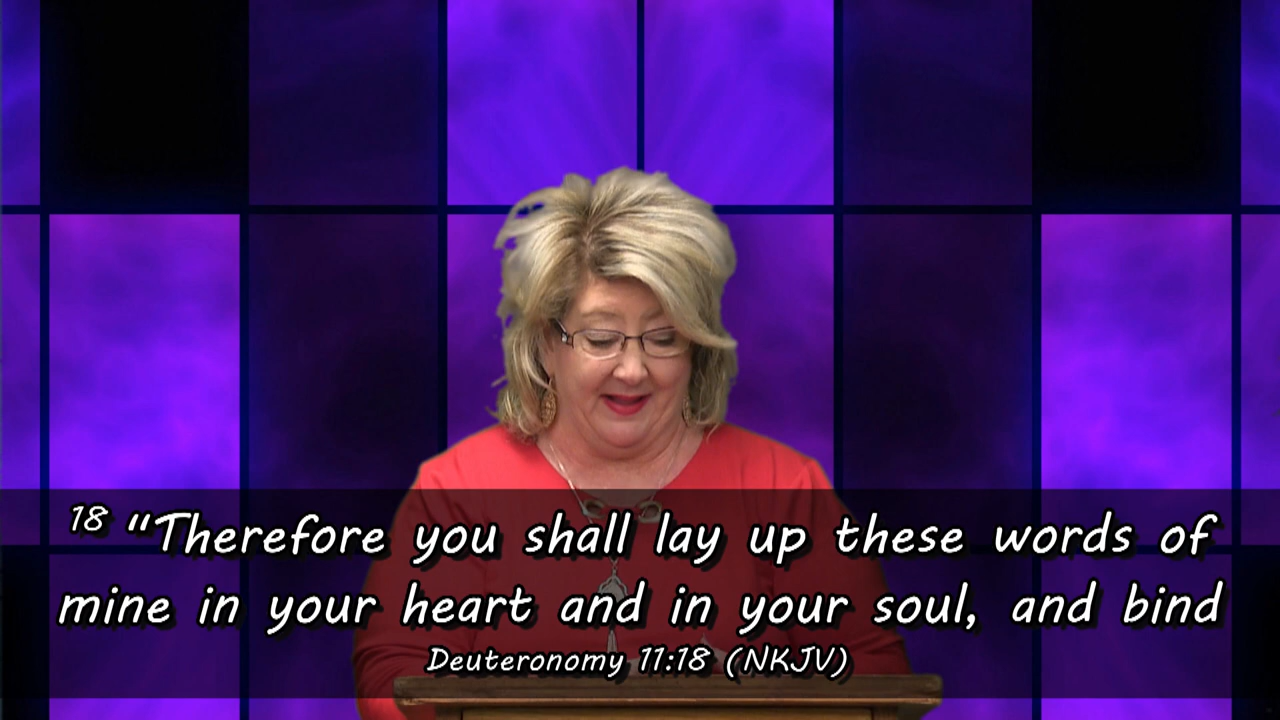 18 “Therefore you shall lay up these words of
mine in your heart and in your soul, and bind
Deuteronomy 11:18 (NKJV)